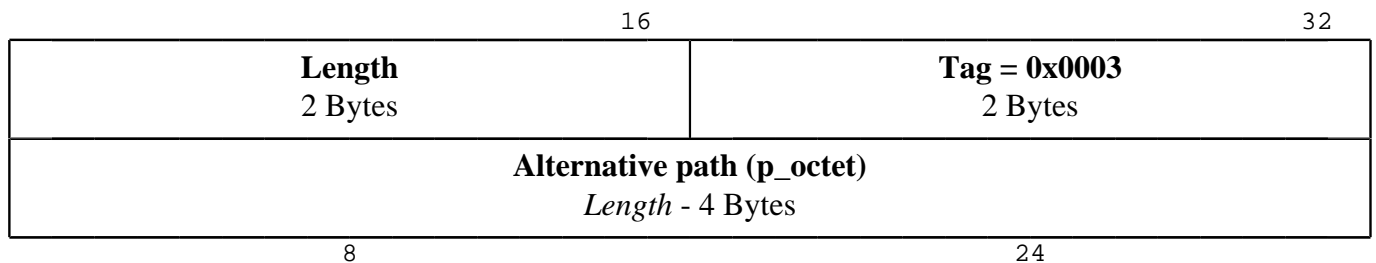 16 32
Length Tag = 0x0003
2 Bytes 2 Bytes
Alternative path (p_octet)
Length - 4 Bytes
8 24